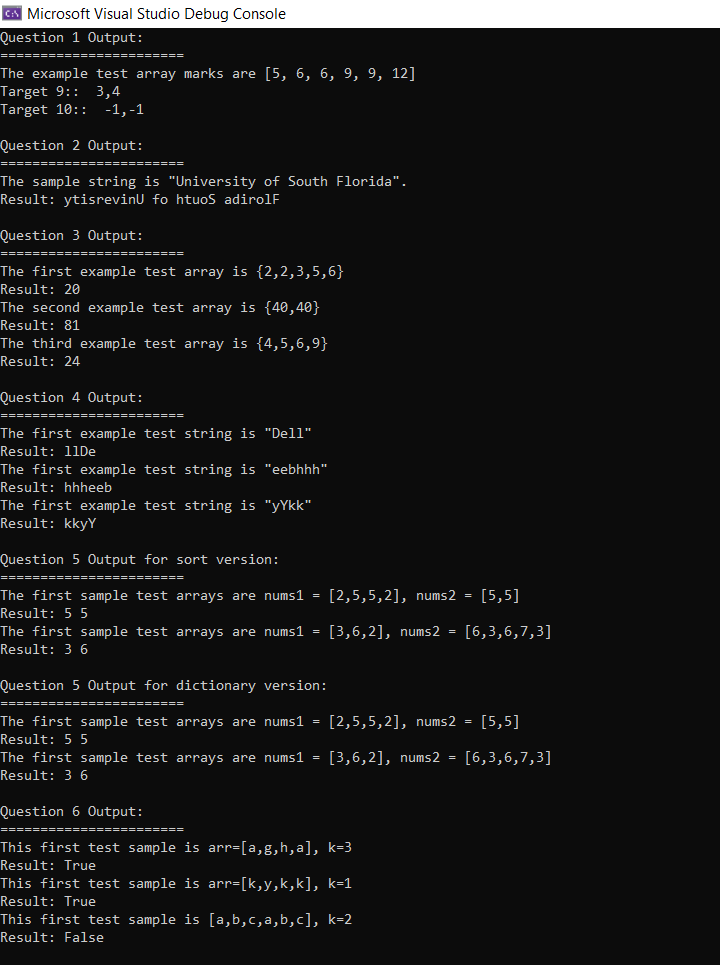 Microsoft Visual Studio Debug Console
Question 1 Output:
=======================
The example test array marks are [5, 6, 6, 9, 9, 12]
Target 9::  3,4
Target 10::  -1,-1
Question 2 Output:
=======================
The sample string is "University of South Florida".
Result: ytisrevinU fo htuoS adirolF
Question 3 Output:
=======================
The first example test array is {2,2,3,5,6}
Result: 20
The second example test array is {40,40}
Result: 81
The third example test array is {4,5,6,9}
Result: 24
Question 4 Output:
=======================
The first example test string is "Dell"
Result: llDe
The first example test string is "eebhhh"
Result: hhheeb
The first example test string is "yYkk"
Result: kkyY
Question 5 Output for sort version:
=======================
The first sample test arrays are nums1 = [2,5,5,2], nums2 = [5,5]
Result: 5 5
The first sample test arrays are nums1 = [3,6,2], nums2 = [6,3,6,7,3]
Result: 3 6
Question 5 Output for dictionary version:
=======================
The first sample test arrays are nums1 = [2,5,5,2], nums2 = [5,5]
Result: 5 5
The first sample test arrays are nums1 = [3,6,2], nums2 = [6,3,6,7,3]
Result: 3 6
Question 6 Output:
=======================
This first test sample is arr=[a,g,h,a], k=3
Result: True
This first test sample is arr=[k,y,k,k], k=1
Result: True
This first test sample is [a,b,c,a,b,c], k=2
Result: False